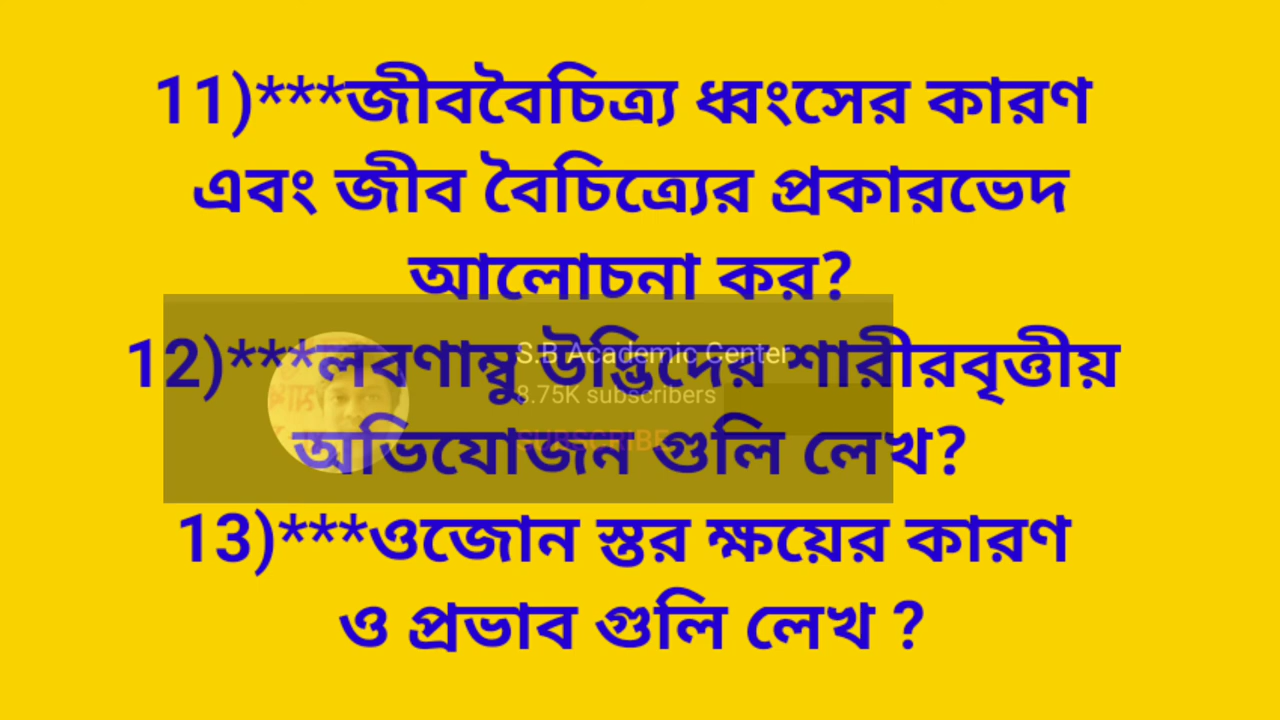 11)***জীববৈচিত্র্য ধ্বংসের কারণ
এবং জীব বৈচিত্র্যের প্রকারভেদ
আলোচনা কর?
12)***লবণাম্বু উদ্ভিদের শারীরবৃত্তীয়
S.B Academic Center
8.75K subscribers
SUBSCRIBE
অভিযোজন গুলি লেখ?
13)***ওজোন স্তর ক্ষয়ের কারণ
ও প্রভাব গুলি লেখ ?